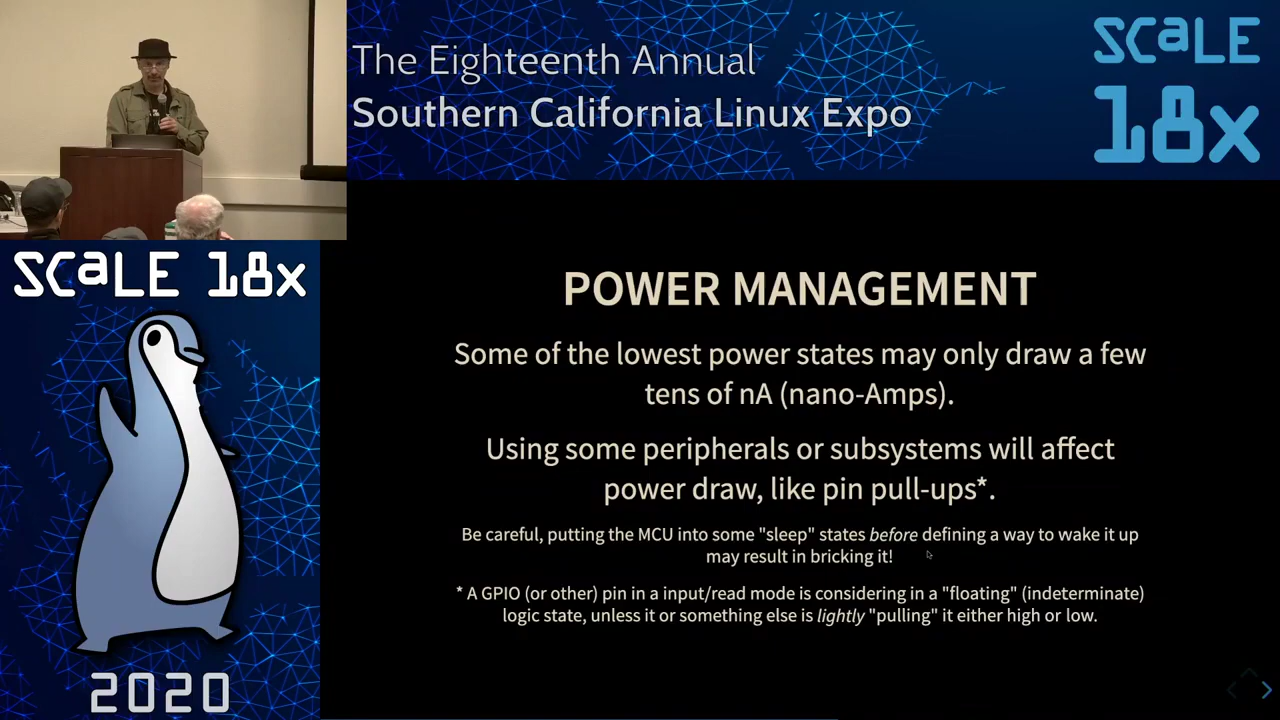 The Eighteenth Annual
Southern California Linux Expo
SCaLE
18x
SCaLE 18x
2020
POWER MANAGEMENT
Some of the lowest power states may only draw a few
tens of nA (nano-Amps).
Using some peripherals or subsystems will affect
power draw, like pin pull-ups*.
Be careful, putting the MCU into some "sleep" states before defining a way to wake it up
may result in bricking it!
* A GPIO (or other) pin in a input/read mode is considering in a "floating" (indeterminate)
logic state, unless it or something else is lightly "pulling" it either high or low.